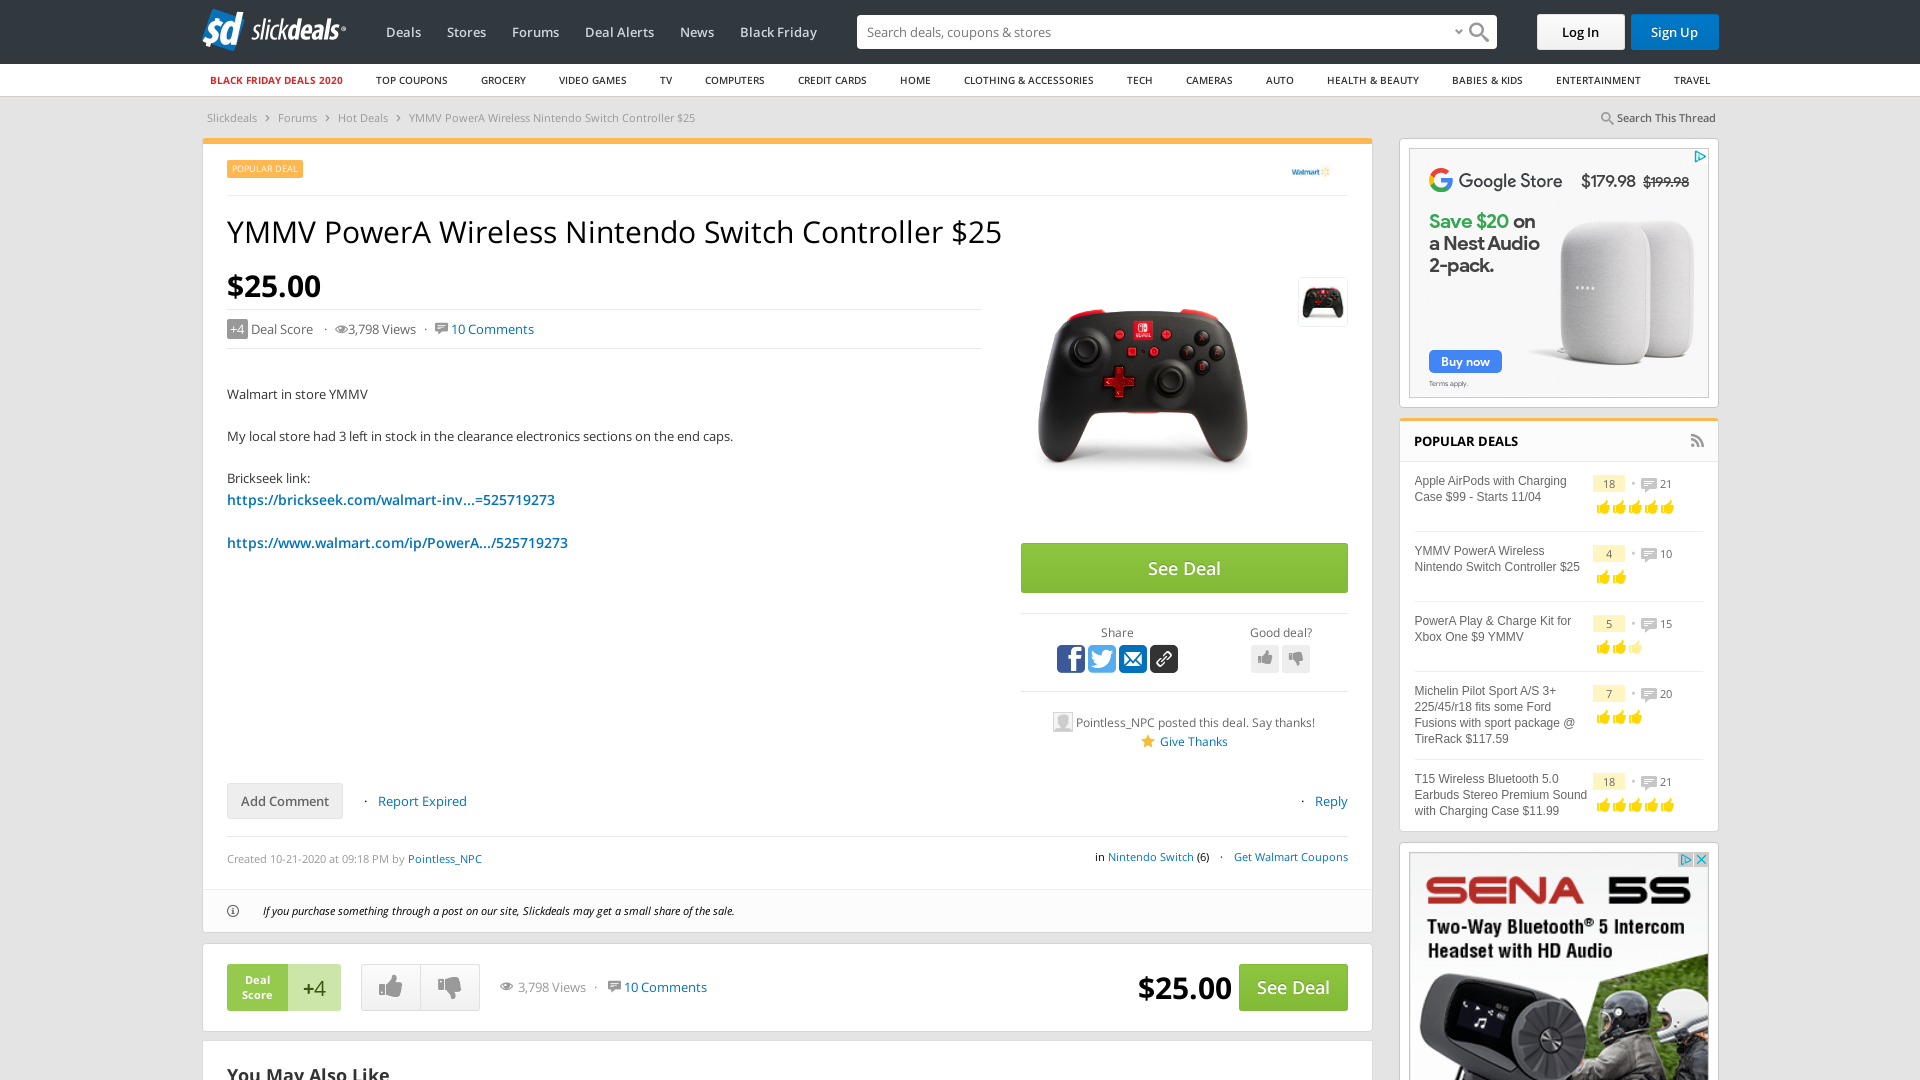 slickdeals
Deals
Stores
Forums
Deal Alerts
News
Black Friday
Search deals, coupons & stores
Log In
Sign Up
BLACK FRIDAY DEALS 2020
TOP COUPONS
GROCERY
VIDEO GAMES
TV
COMPUTERS
CREDIT CARDS
HOME
CLOTHING & ACCESSORIES
TECH
CAMERAS
AUTO
HEALTH & BEAUTY
BABIES & KIDS
ENTERTAINMENT
TRAVEL
Slickdeals › Forums › Hot Deals › YMMV PowerA Wireless Nintendo Switch Controller $25
Search This Thread
POPULAR DEAL
Walmart
YMMV PowerA Wireless Nintendo Switch Controller $25
$25.00
+4 Deal Score · 3,798 Views · 10 Comments
Walmart in store YMMV
My local store had 3 left in stock in the clearance electronics sections on the end caps.
Brickseek link:
https://brickseek.com/walmart-inv...=525719273
https://www.walmart.com/ip/PowerA.../525719273
See Deal
Share
Good deal?
Pointless_NPC posted this deal. Say thanks!
Give Thanks
Add Comment
· Report Expired
· Reply
Created 10-21-2020 at 09:18 PM by Pointless_NPC
in Nintendo Switch (6) · Get Walmart Coupons
If you purchase something through a post on our site, Slickdeals may get a small share of the sale.
Deal
Score
+4
3,798 Views · 10 Comments
$25.00
See Deal
You May Also Like
Google Store
$179.98 $199.98
Save $20 on
a Nest Audio
2-pack.
Buy now
Terms apply.
POPULAR DEALS
Apple AirPods with Charging
Case $99 - Starts 11/04
18 • 21
YMMV PowerA Wireless
Nintendo Switch Controller $25
4 • 10
PowerA Play & Charge Kit for
Xbox One $9 YMMV
5 • 15
Michelin Pilot Sport A/S 3+
225/45/r18 fits some Ford
Fusions with sport package @
TireRack $117.59
7 • 20
T15 Wireless Bluetooth 5.0
Earbuds Stereo Premium Sound
with Charging Case $11.99
18 • 21
SENA 5S
Two-Way Bluetooth® 5 Intercom
Headset with HD Audio